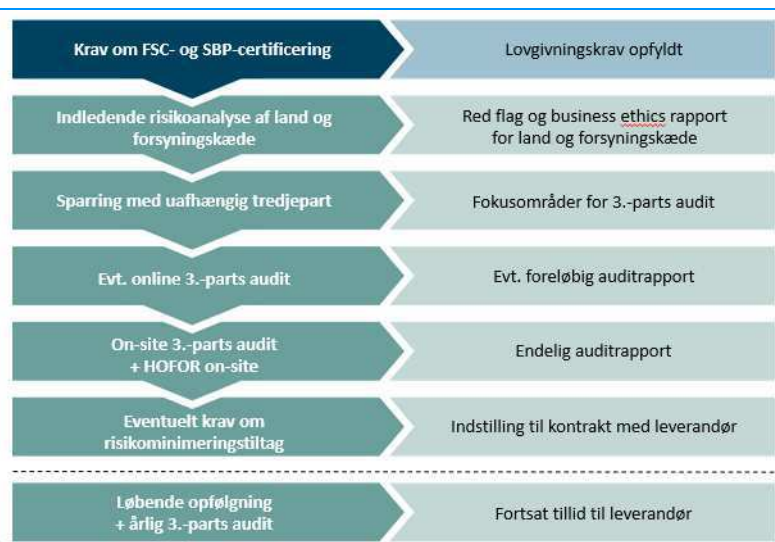 Krav om FSC- og SBP-certificering
Lovgivningskrav opfyldt
Indledende risikoanalyse af land og
forsyningskæde
Red flag og business ethics rapport
for land og forsyningskæde
Sparring med uafhængig tredjepart
Fokusområder for 3.-parts audit
Evt. online 3.-parts audit
Evt. foreløbig auditrapport
On-site 3.-parts audit
+ HOFOR on-site
Endelig auditrapport
Eventuelt krav om
risikominimeringstiltag
Indstilling til kontrakt med leverandør
Løbende opfølgning
+ årlig 3.-parts audit
Fortsat tillid til leverandør